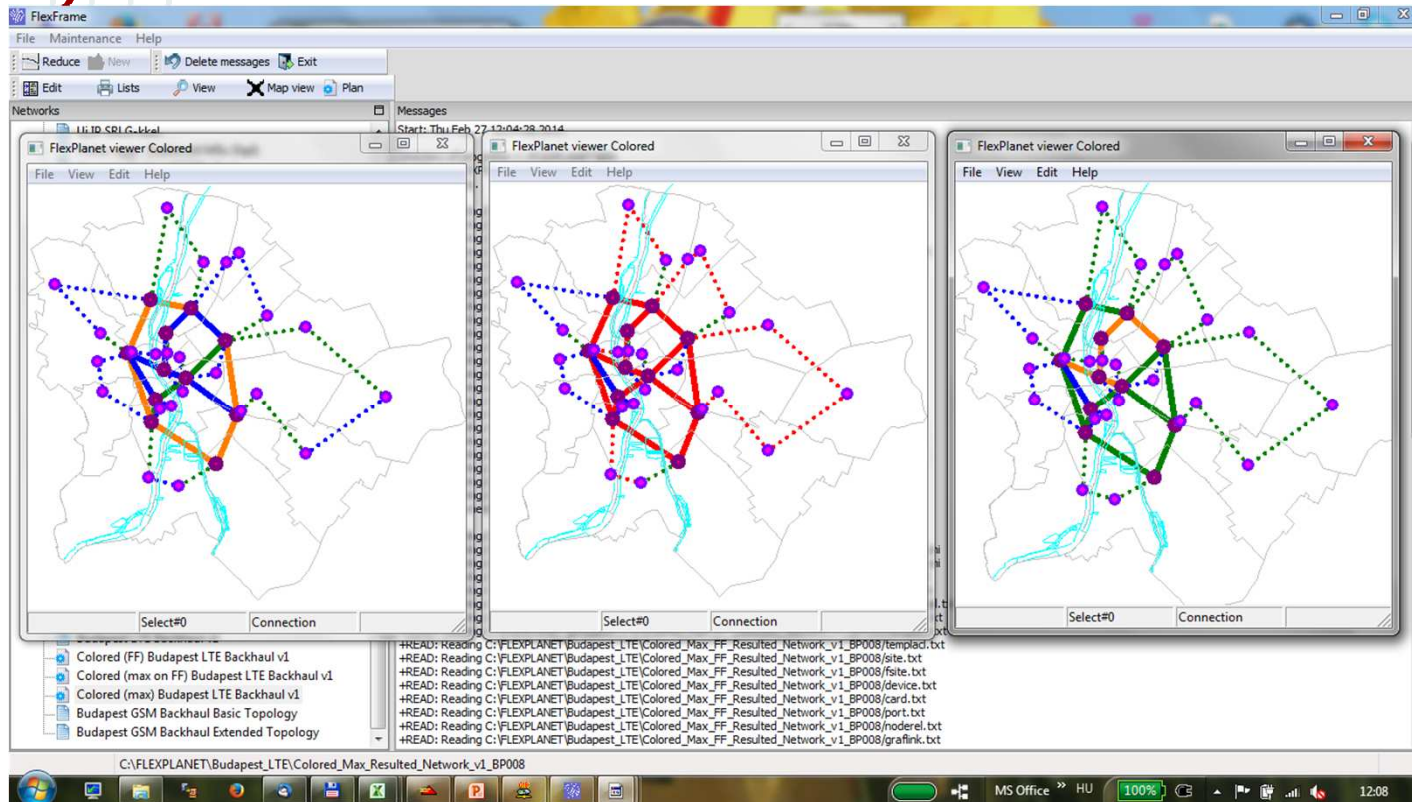 FlexFrame
File Maintenance Help
Reduce New Delete messages Exit
Edit Lists View Map view Plan
Networks
Messages
Start: Thu Feb 27 12:04:28 2014
FlexPlanet viewer Colored
File View Edit Help
Select#0 Connection
FlexPlanet viewer Colored
File View Edit Help
Select#0 Connection
FlexPlanet viewer Colored
File View Edit Help
Select#0 Connection
Colored (FF) Budapest LTE Backhaul v1
Colored (max on FF) Budapest LTE Backhaul v1
Colored (max) Budapest LTE Backhaul v1
Budapest GSM Backhaul Basic Topology
Budapest GSM Backhaul Extended Topology
+READ: Reading C:\FLEXPLANET\Budapest_LTE\Colored_Max_FF_Resulted_Network_v1_BP008/templacl.txt
+READ: Reading C:\FLEXPLANET\Budapest_LTE\Colored_Max_FF_Resulted_Network_v1_BP008/site.txt
+READ: Reading C:\FLEXPLANET\Budapest_LTE\Colored_Max_FF_Resulted_Network_v1_BP008/fsite.txt
+READ: Reading C:\FLEXPLANET\Budapest_LTE\Colored_Max_FF_Resulted_Network_v1_BP008/device.txt
+READ: Reading C:\FLEXPLANET\Budapest_LTE\Colored_Max_FF_Resulted_Network_v1_BP008/card.txt
+READ: Reading C:\FLEXPLANET\Budapest_LTE\Colored_Max_FF_Resulted_Network_v1_BP008/port.txt
+READ: Reading C:\FLEXPLANET\Budapest_LTE\Colored_Max_FF_Resulted_Network_v1_BP008/noderel.txt
+READ: Reading C:\FLEXPLANET\Budapest_LTE\Colored_Max_FF_Resulted_Network_v1_BP008/graflink.txt
C:\FLEXPLANET\Budapest_LTE\Colored_Max_Resulted_Network_v1_BP008
MS Office » HU 100% 12:08